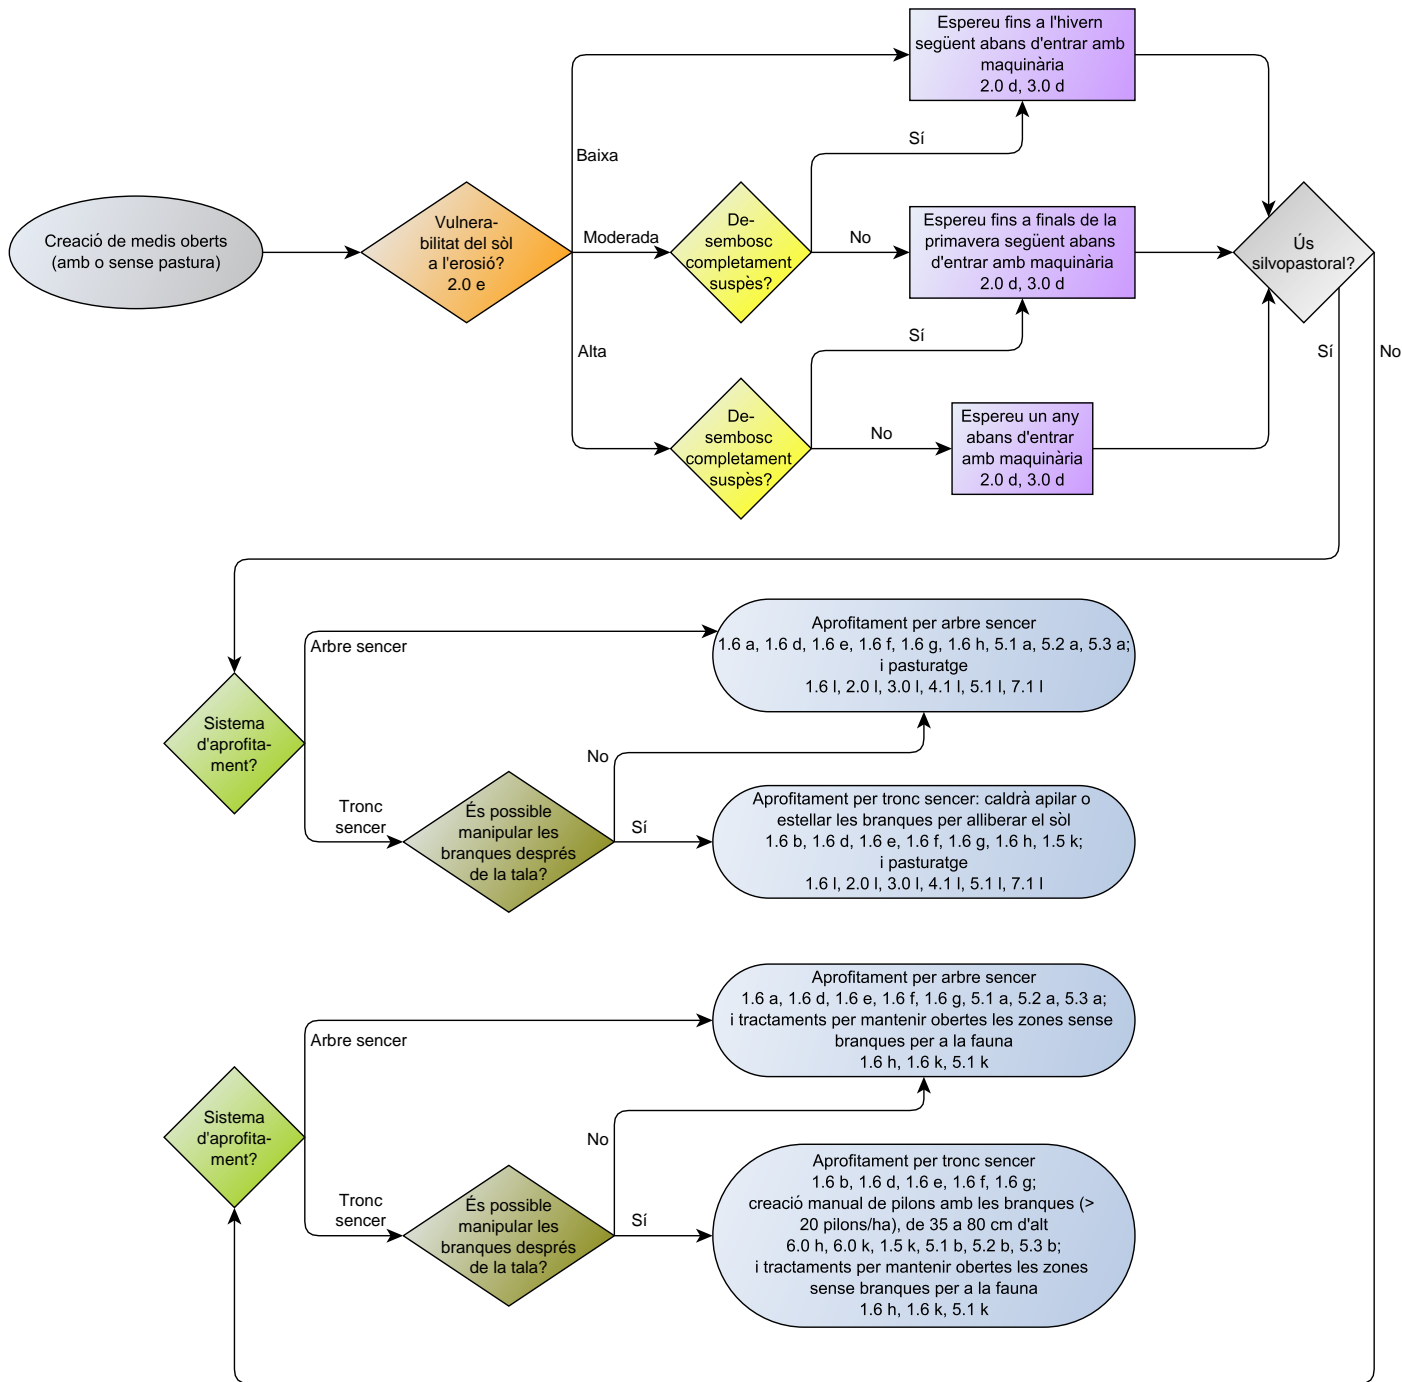 Espereu fins a l'hivern
següent abans d'entrar amb
maquinària
2.0 d, 3.0 d
Sí
Baixa
Creació de medis oberts
(amb o sense pastura)
Vulnera-
bilitat del sòl
a l'erosió?
2.0 e
Moderada
De-
sembosc
completament
suspès?
No
Espereu fins a finals de la
primavera següent abans
d'entrar amb maquinària
2.0 d, 3.0 d
Ús
silvopastoral?
Sí
Alta
Sí
No
De-
sembosc
completament
suspès?
No
Espereu un any
abans d'entrar
amb maquinària
2.0 d, 3.0 d
Arbre sencer
Aprofitament per arbre sencer
1.6 a, 1.6 d, 1.6 e, 1.6 f, 1.6 g, 1.6 h, 5.1 a, 5.2 a, 5.3 a;
i pasturatge
1.6 l, 2.0 l, 3.0 l, 4.1 l, 5.1 l, 7.1 l
Sistema
d'aprofita-
ment?
No
Tronc
sencer
És possible
manipular les
branques després
de la tala?
Sí
Aprofitament per tronc sencer: caldrà apilar o
estellar les branques per alliberar el sòl
1.6 b, 1.6 d, 1.6 e, 1.6 f, 1.6 g, 1.6 h, 1.5 k;
i pasturatge
1.6 l, 2.0 l, 3.0 l, 4.1 l, 5.1 l, 7.1 l
Arbre sencer
Aprofitament per arbre sencer
1.6 a, 1.6 d, 1.6 e, 1.6 f, 1.6 g, 5.1 a, 5.2 a, 5.3 a;
i tractaments per mantenir obertes les zones sense
branques per a la fauna
1.6 h, 1.6 k, 5.1 k
Sistema
d'aprofita-
ment?
No
Tronc
sencer
És possible
manipular les
branques després
de la tala?
Sí
Aprofitament per tronc sencer
1.6 b, 1.6 d, 1.6 e, 1.6 f, 1.6 g;
creació manual de pilons amb les branques (>
20 pilons/ha), de 35 a 80 cm d'alt
6.0 h, 6.0 k, 1.5 k, 5.1 b, 5.2 b, 5.3 b;
i tractaments per mantenir obertes les zones
sense branques per a la fauna
1.6 h, 1.6 k, 5.1 k